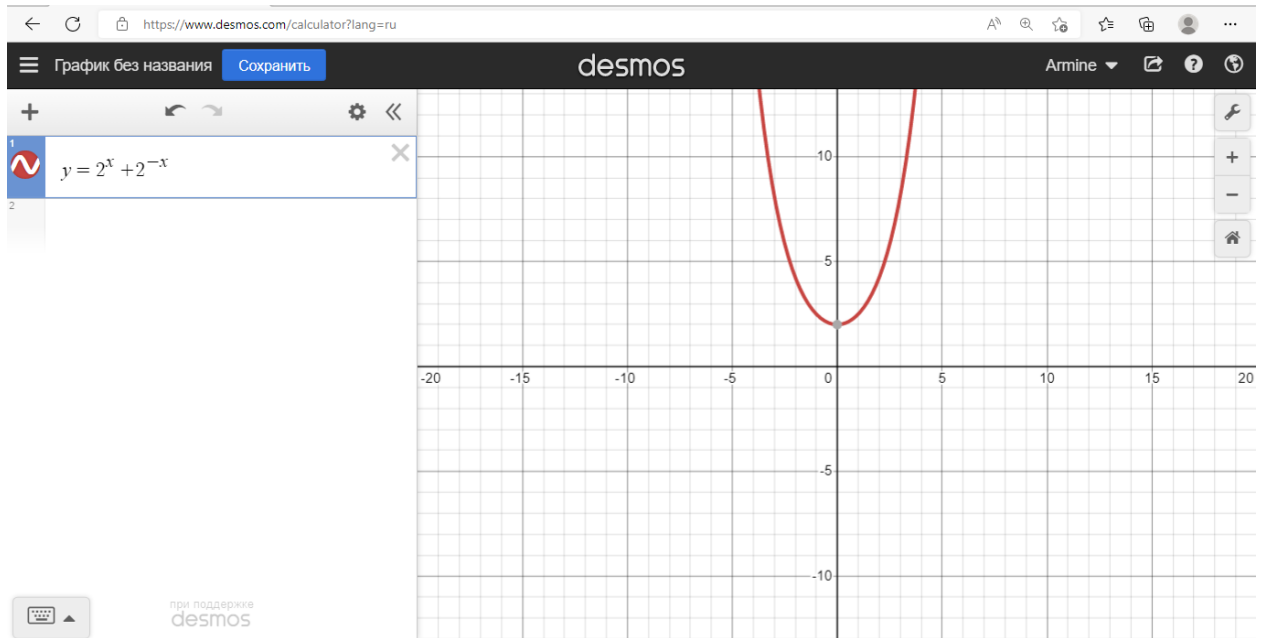 https://www.desmos.com/calculator?lang=ru
График без названия Сохранить desmos Armine
1
y = 2^x + 2^{-x}
2
10
5
-20 -15 -10 -5 0 5 10 15 20
-5
-10
при поддержке
desmos